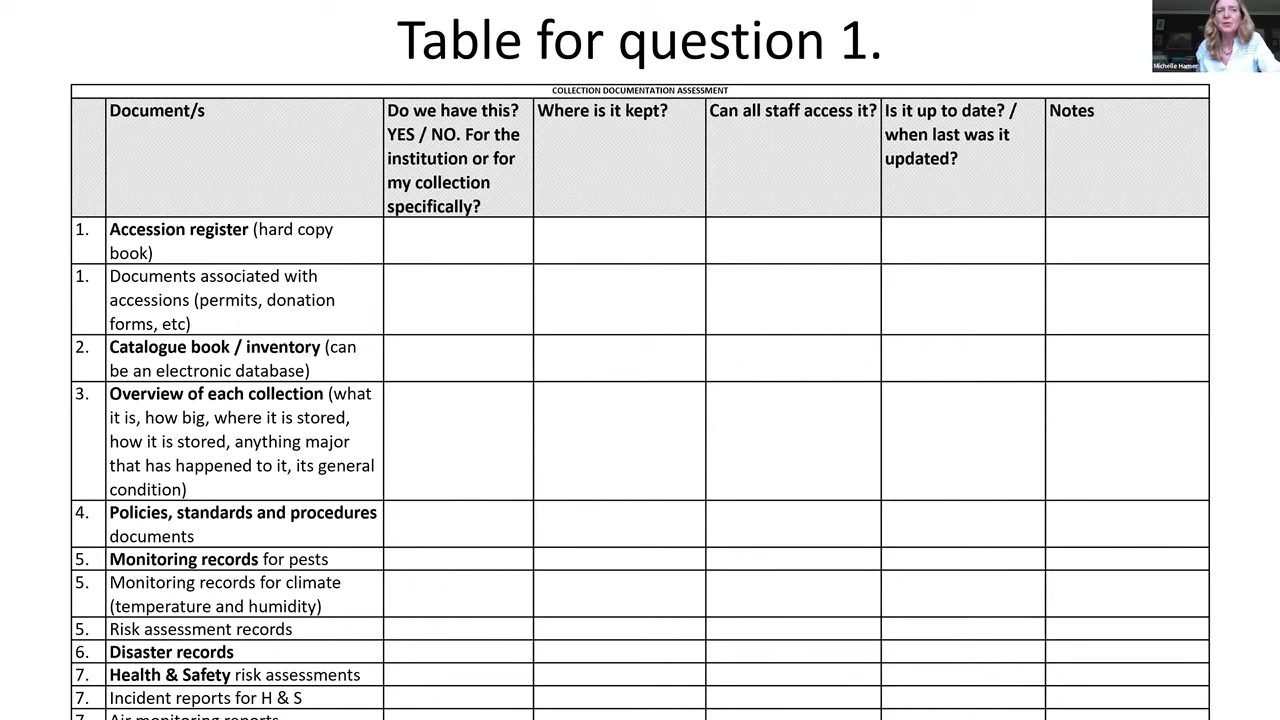 Table for question 1.
Michelle Hamer
COLLECTION DOCUMENTATION ASSESSMENT
Document/s
Do we have this?
YES / NO. For the
institution or for
my collection
specifically?
Where is it kept?
Can all staff access it?
Is it up to date? /
when last was it
updated?
Notes
1. Accession register (hard copy
book)
1. Documents associated with
accessions (permits, donation
forms, etc)
2. Catalogue book / inventory (can
be an electronic database)
3. Overview of each collection (what
it is, how big, where it is stored,
how it is stored, anything major
that has happened to it, its general
condition)
4. Policies, standards and procedures
documents
5. Monitoring records for pests
5. Monitoring records for climate
(temperature and humidity)
5. Risk assessment records
6. Disaster records
7. Health & Safety risk assessments
7. Incident reports for H & S
7. Air monitoring reports